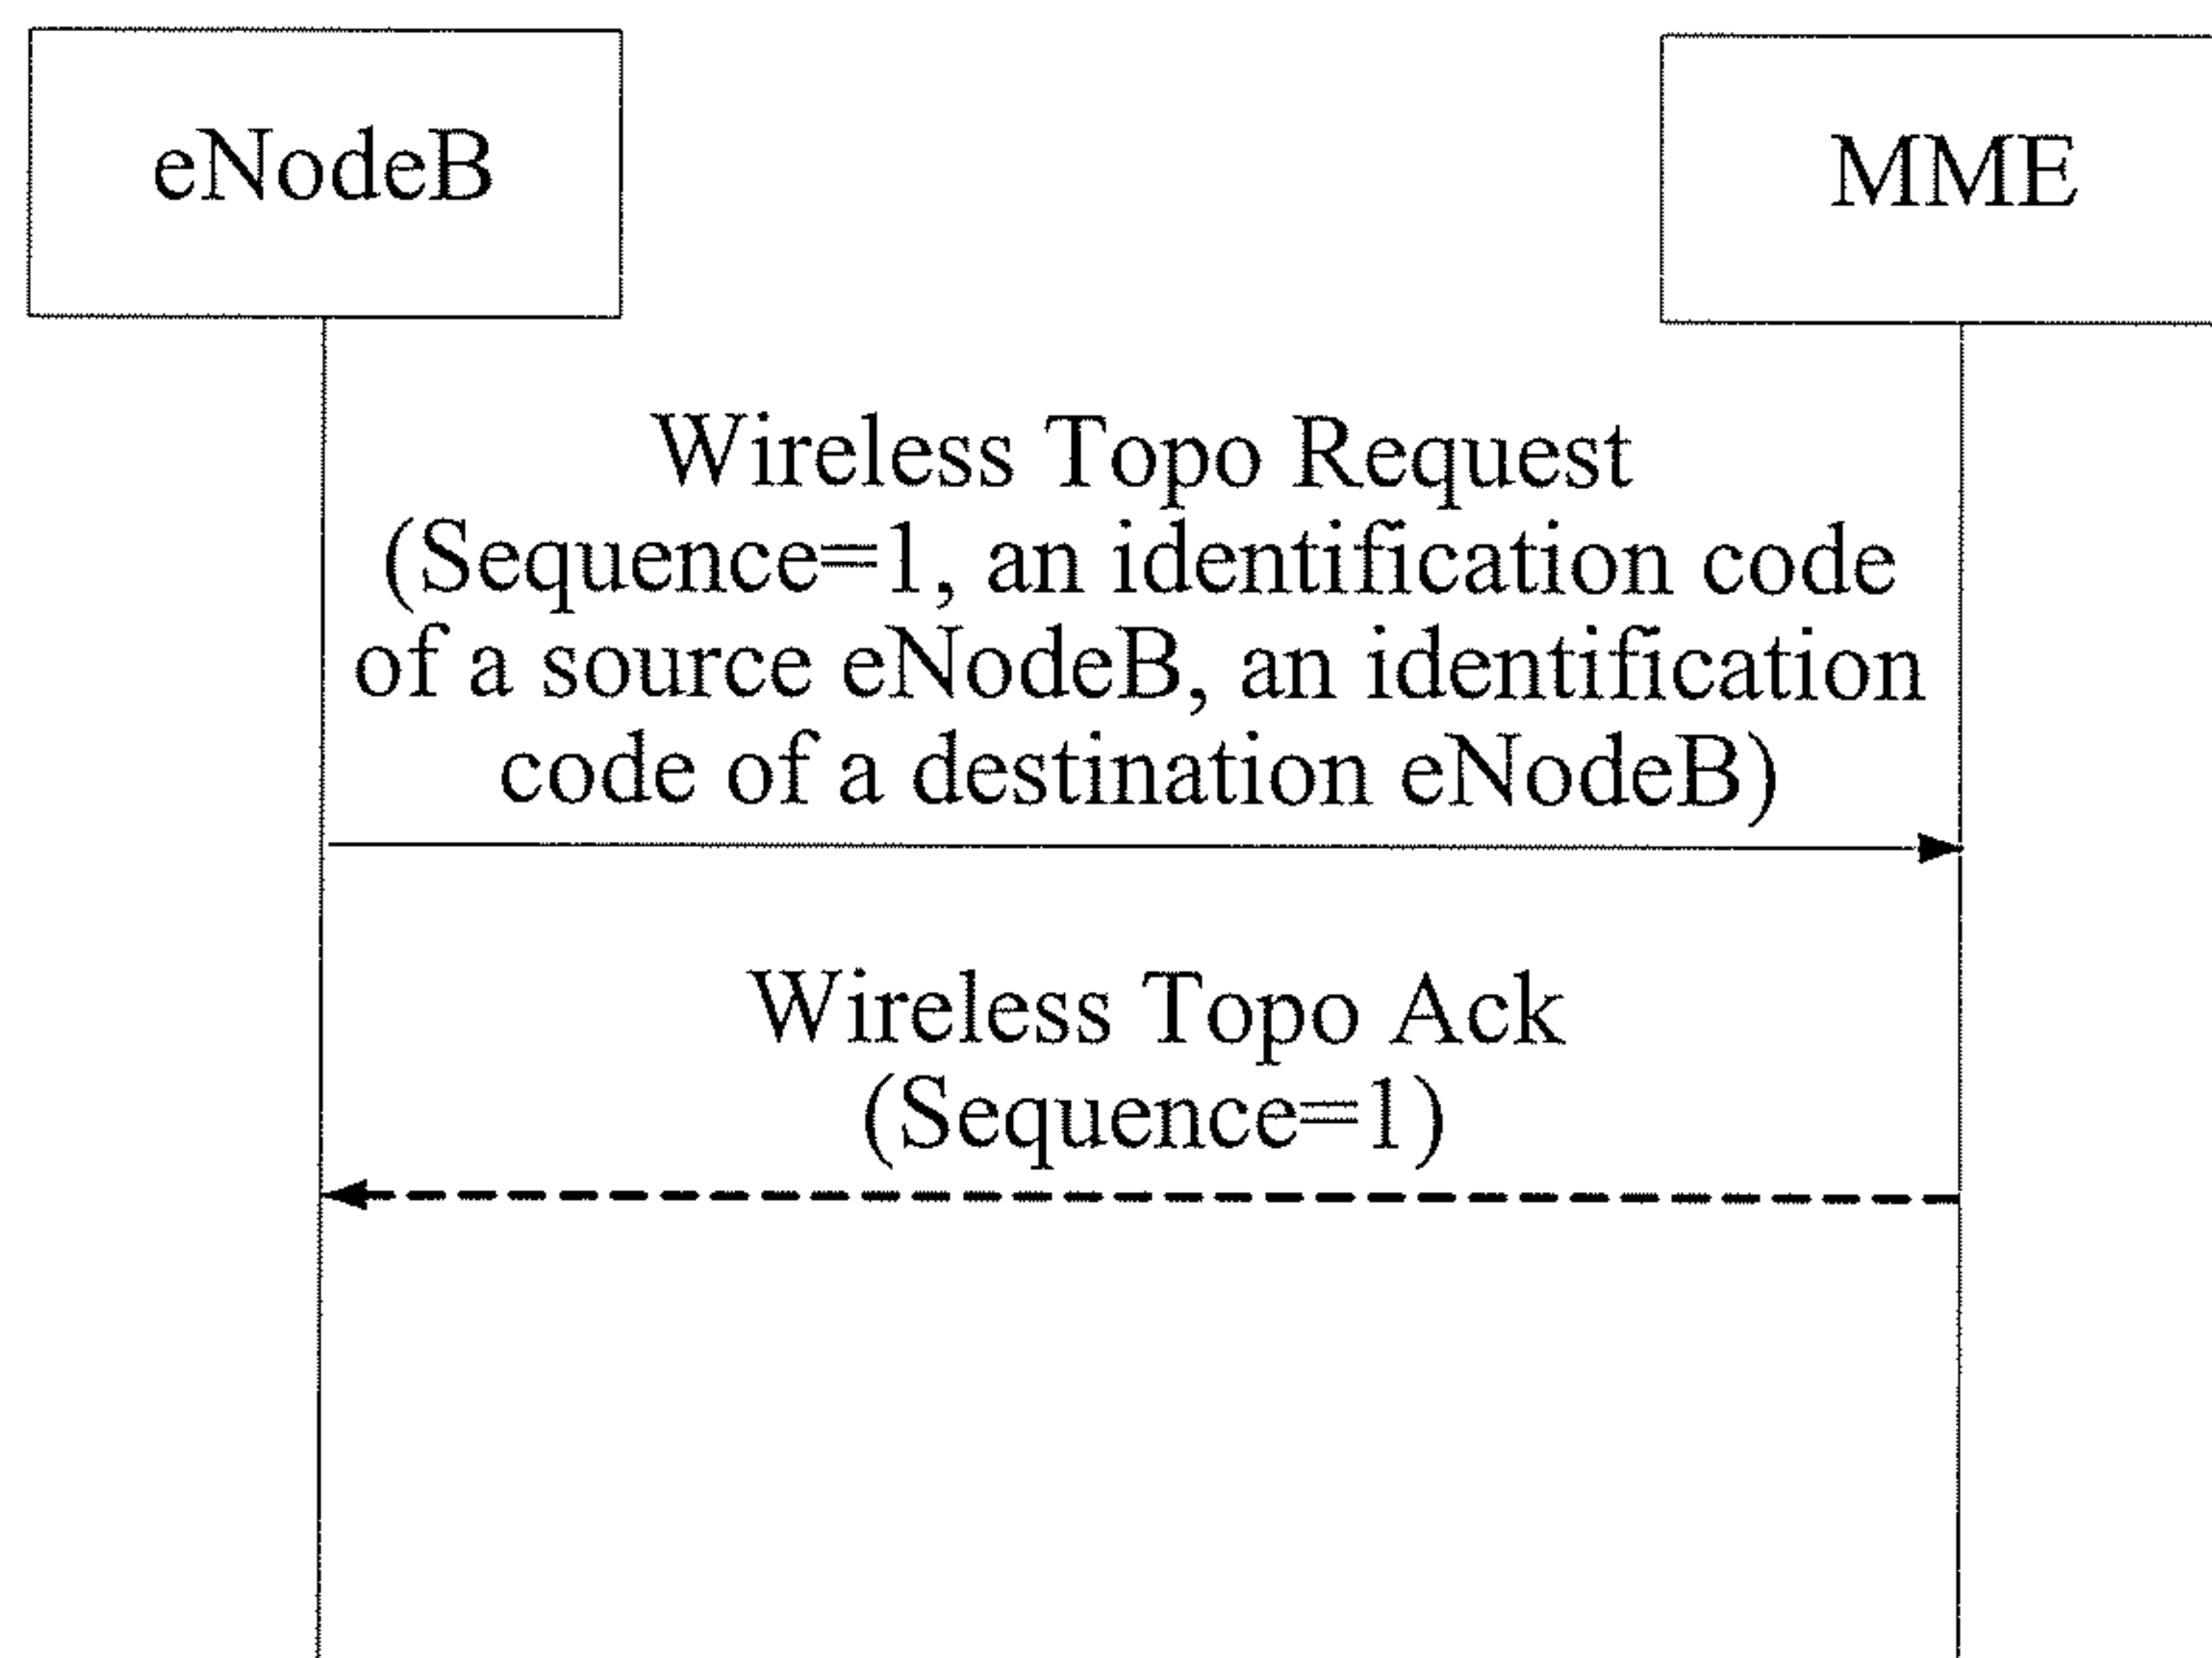 eNodeB
MME
Wireless Topo Request
(Sequence=1, an identification code
of a source eNodeB, an identification
code of a destination eNodeB)
Wireless Topo Ack
(Sequence=1)